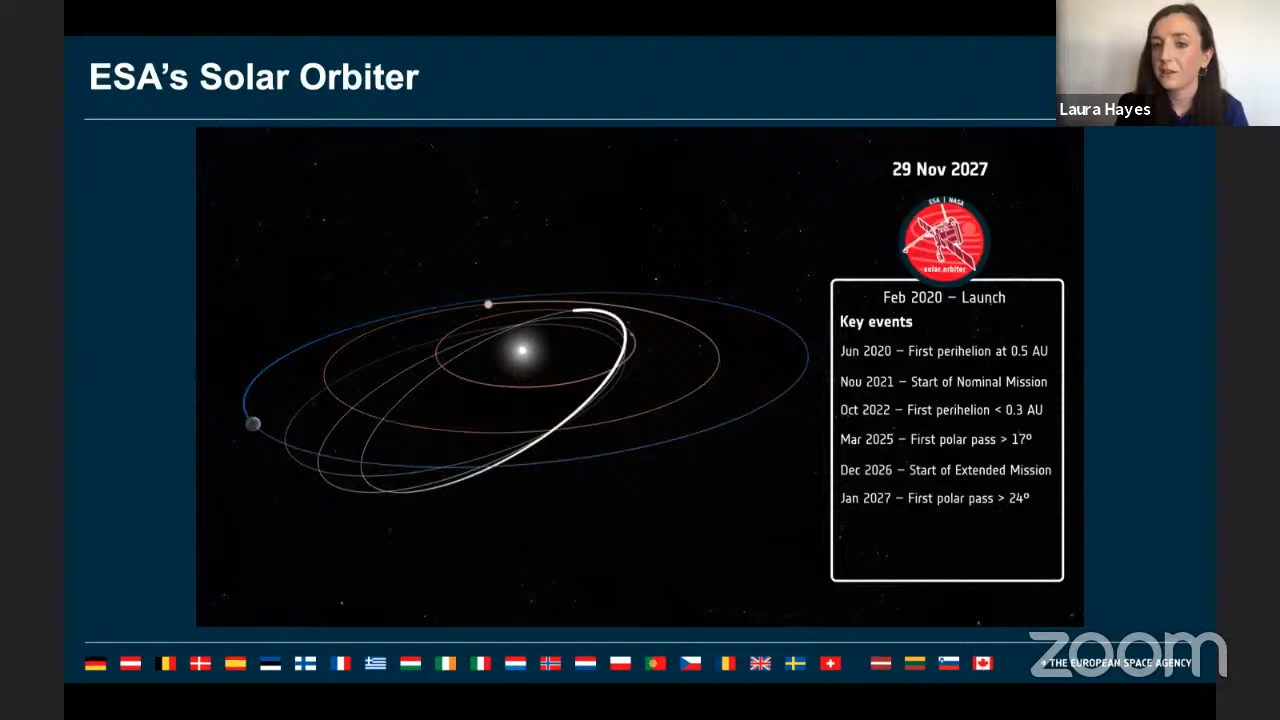 ESA's Solar Orbiter
Laura Hayes
29 Nov 2027
ESA | NASA
solar orbiter
Feb 2020 – Launch
Key events
Jun 2020 – First perihelion at 0.5 AU
Nov 2021 – Start of Nominal Mission
Oct 2022 – First perihelion < 0.3 AU
Mar 2025 – First polar pass > 17º
Dec 2026 – Start of Extended Mission
Jan 2027 – First polar pass > 24º
THE EUROPEAN SPACE AGENCY
zoom